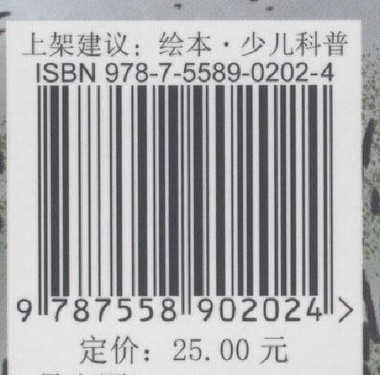 上架建议：绘本·少儿科普
ISBN 978-7-5589-0202-4
9 787558 902024 >
定价：25.00 元